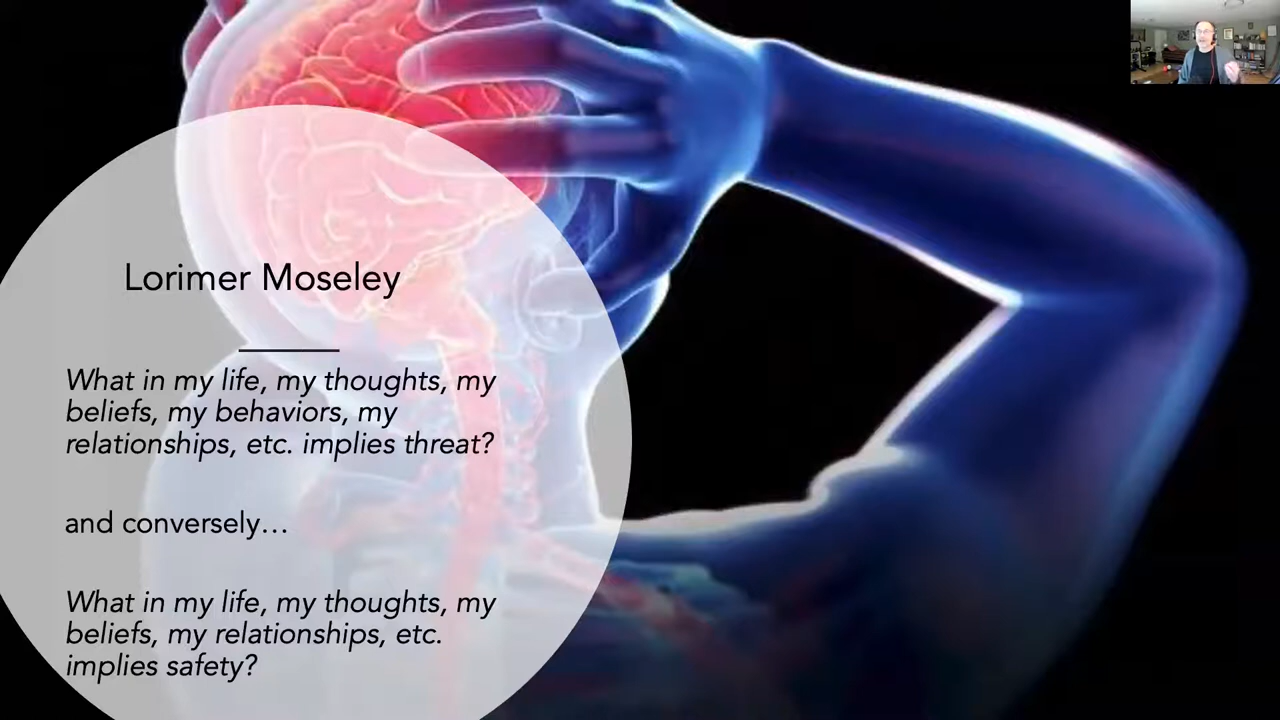 Lorimer Moseley
What in my life, my thoughts, my
beliefs, my behaviors, my
relationships, etc. implies threat?
and conversely…
What in my life, my thoughts, my
beliefs, my relationships, etc.
implies safety?